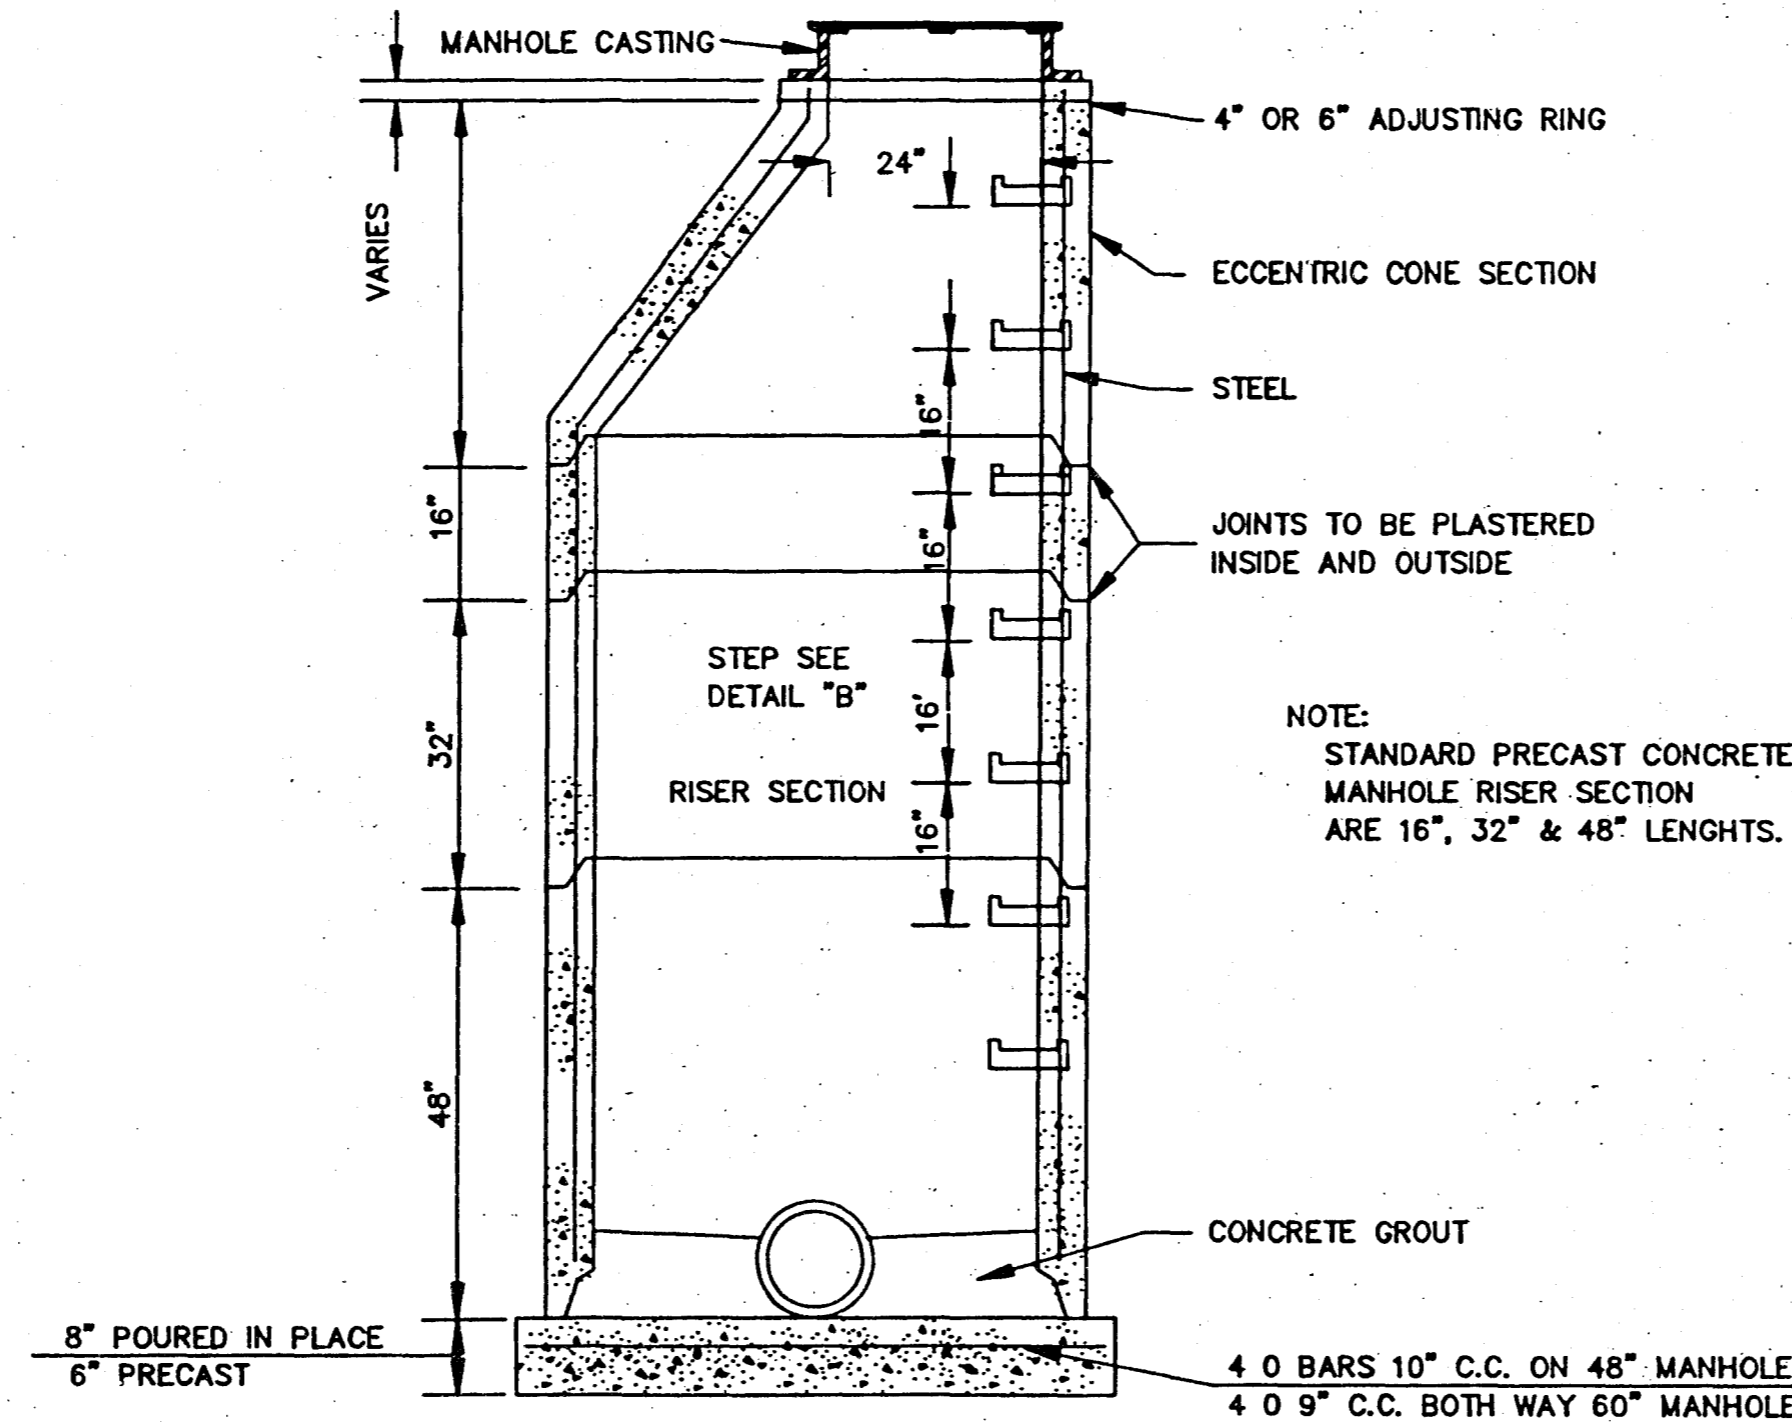 MANHOLE CASTING
4" OR 6" ADJUSTING RING
24"
VARIES
ECCENTRIC CONE SECTION
STEEL
16"
16"
16"
JOINTS TO BE PLASTERED
INSIDE AND OUTSIDE
STEP SEE
DETAIL "B"
16'
32"
RISER SECTION
16"
NOTE:
STANDARD PRECAST CONCRETE
MANHOLE RISER SECTION
ARE 16", 32" & 48" LENGHTS.
48"
CONCRETE GROUT
8" POURED IN PLACE
6" PRECAST
4 0 BARS 10" C.C. ON 48" MANHOLE
4 0 9" C.C. BOTH WAY 60" MANHOLE